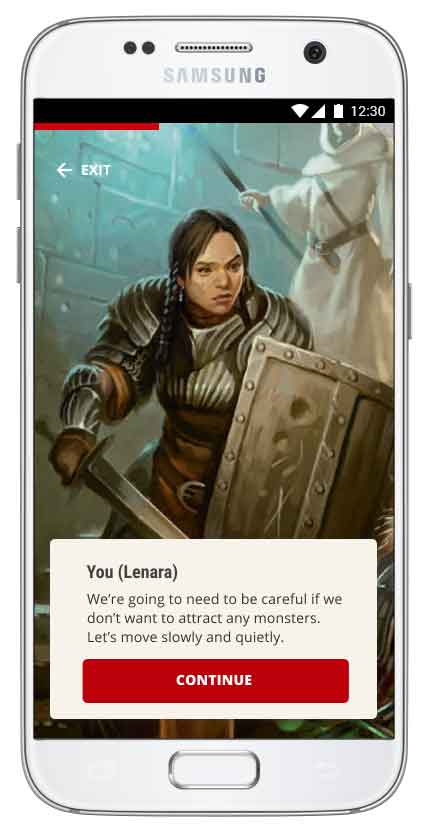 SAMSUNG
12:30
EXIT
You (Lenara)
We’re going to need to be careful if we
don’t want to attract any monsters.
Let’s move slowly and quietly.
CONTINUE